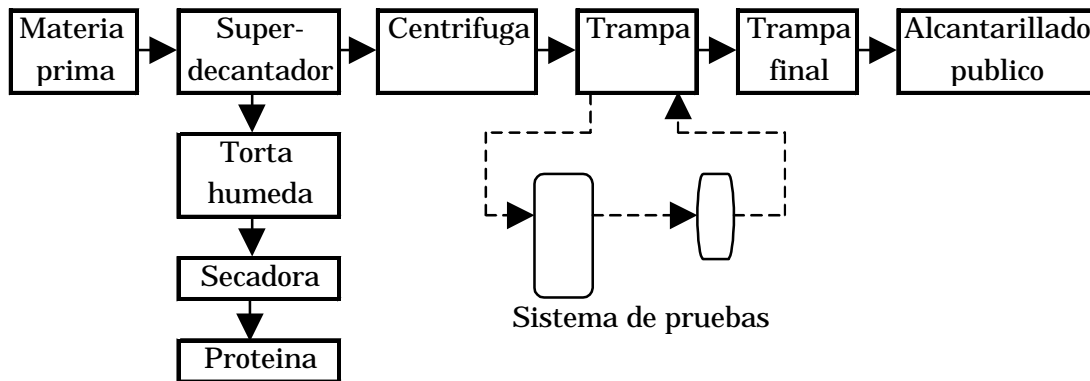 Materia
prima
Super-
decantador
Centrifuga
Trampa
Trampa
final
Alcantarillado
publico
Torta
humeda
Secadora
Proteina
Sistema de pruebas